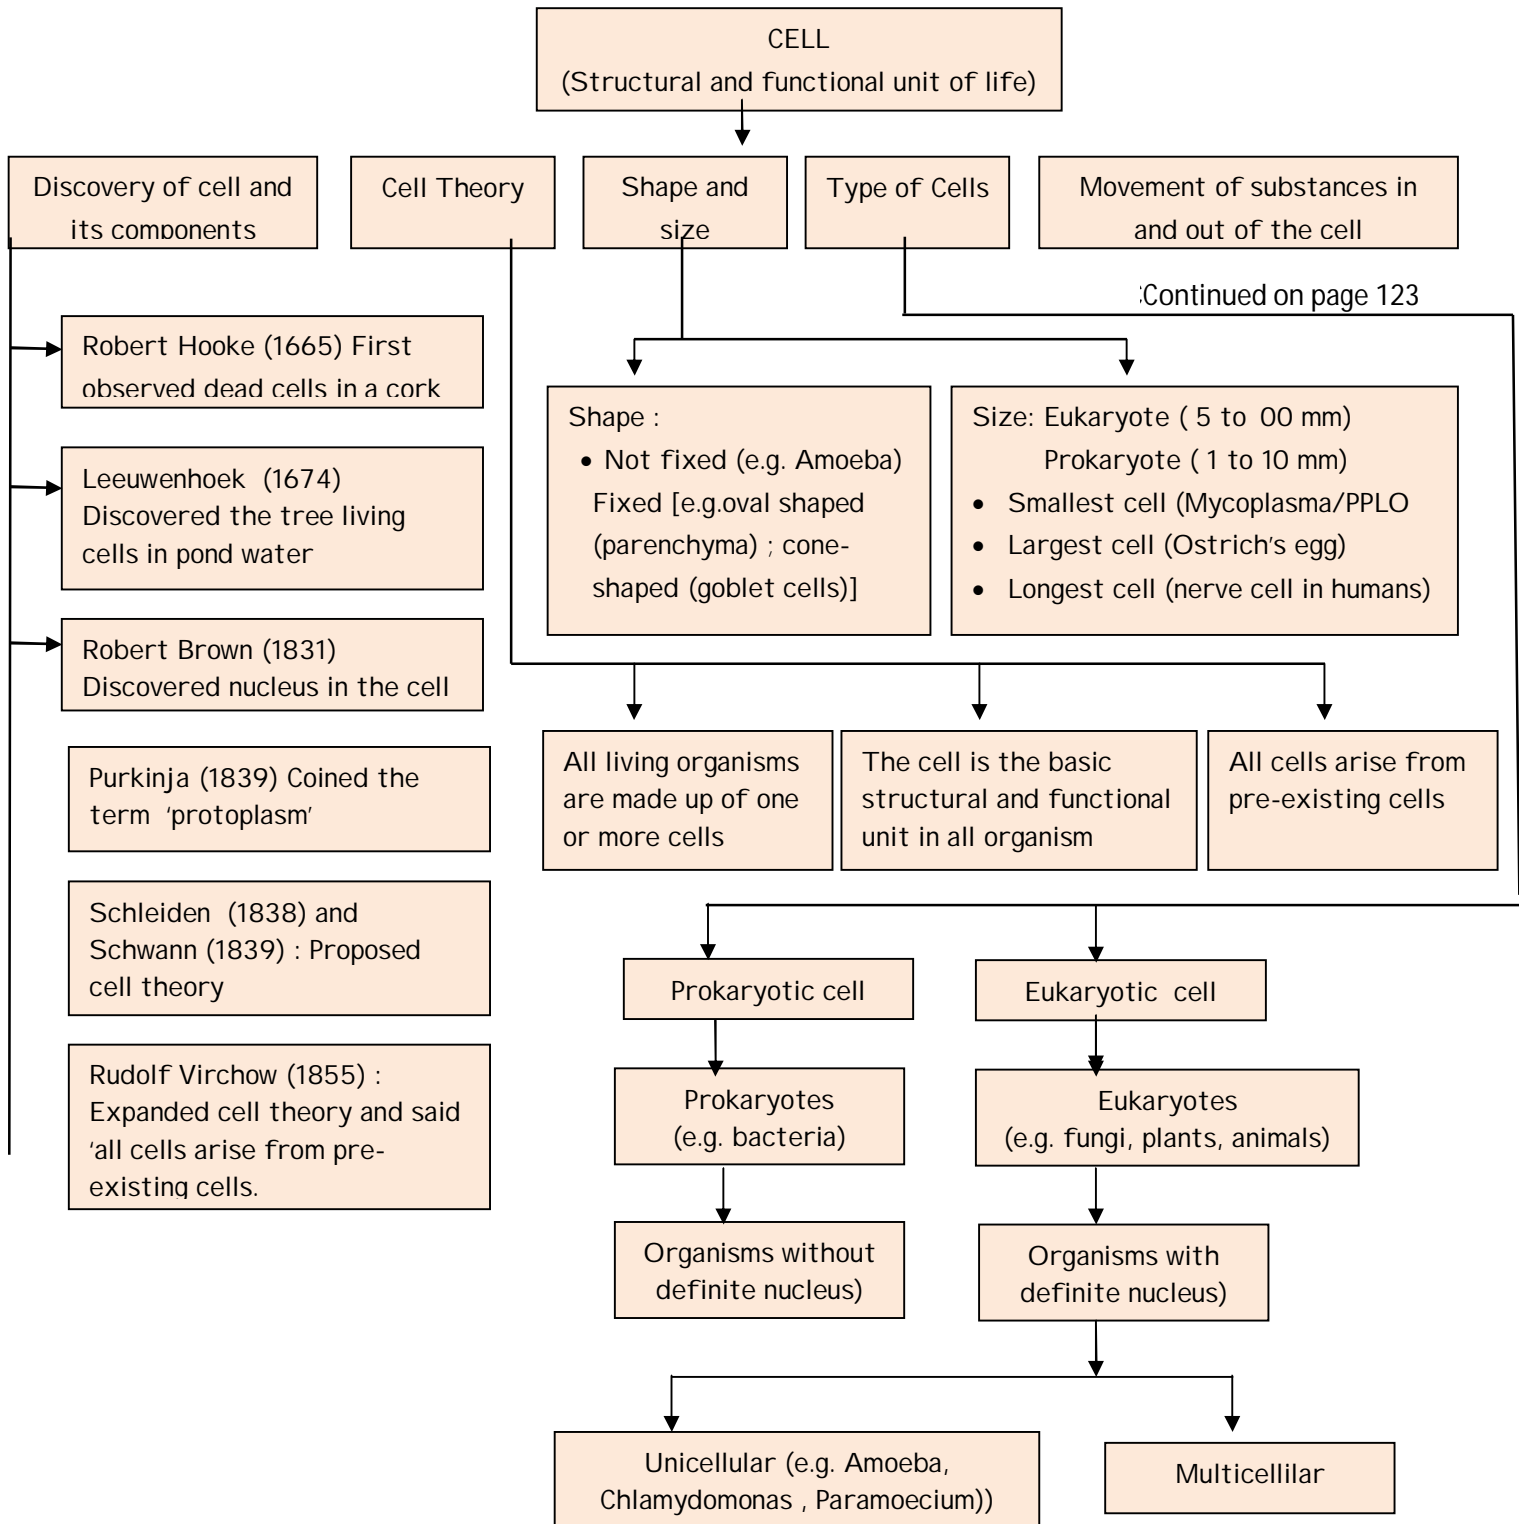 CELL
(Structural and functional unit of life)
Discovery of cell and
its components
Cell Theory
Shape and
size
Type of Cells
Movement of substances in
and out of the cell
Continued on page 123
Robert Hooke (1665) First
observed dead cells in a cork
Leeuwenhoek (1674)
Discovered the tree living
cells in pond water
Robert Brown (1831)
Discovered nucleus in the cell
Purkinja (1839) Coined the
term ‘protoplasm’
Schleiden (1838) and
Schwann (1839) : Proposed
cell theory
Rudolf Virchow (1855) :
Expanded cell theory and said
‘all cells arise from pre-
existing cells.
Shape :
• Not fixed (e.g. Amoeba)
Fixed [e.g.oval shaped
(parenchyma) ; cone-
shaped (goblet cells)]
Size: Eukaryote ( 5 to 00 mm)
Prokaryote ( 1 to 10 mm)
• Smallest cell (Mycoplasma/PPLO
• Largest cell (Ostrich’s egg)
• Longest cell (nerve cell in humans)
All living organisms
are made up of one
or more cells
The cell is the basic
structural and functional
unit in all organism
All cells arise from
pre-existing cells
Prokaryotic cell
Eukaryotic cell
Prokaryotes
(e.g. bacteria)
Eukaryotes
(e.g. fungi, plants, animals)
Organisms without
definite nucleus)
Organisms with
definite nucleus)
Unicellular (e.g. Amoeba,
Chlamydomonas , Paramoecium))
Multicellilar